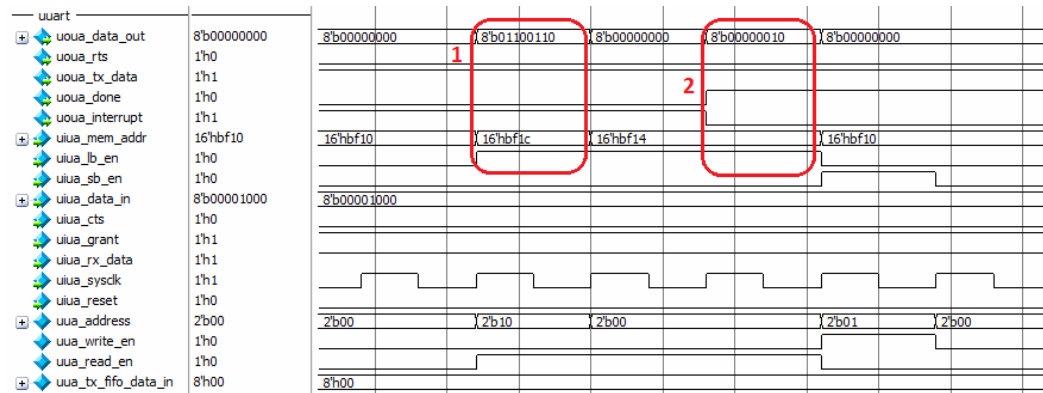 uuart
uoua_data_out 8'b00000000 8'b00000000 8'b01100110 8'b00000000 8'b00000010 8'b00000000
1
uoua_rts 1'h0
uoua_tx_data 1'h1
2
uoua_done 1'h0
uoua_interrupt 1'h1
uiua_mem_addr 16'hbf10 16'hbf10 16'hbf1c 16'hbf14 16'hbf10
uiua_lb_en 1'h0
uiua_sb_en 1'h0
uiua_data_in 8'b00001000 8'b00001000
uiua_cts 1'h0
uiua_grant 1'h1
uiua_rx_data 1'h1
uiua_sysclk 1'h1
uiua_reset 1'h0
uua_address 2'b00 2'b00 2'b10 2'b00 2'b01 2'b00
uua_write_en 1'h0
uua_read_en 1'h0
uua_tx_fifo_data_in 8'h00 8'h00